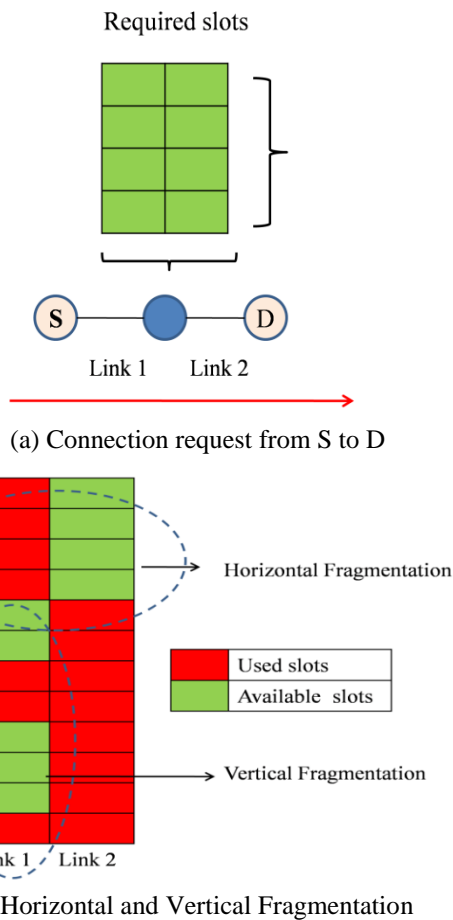 Required slots
S
D
Link 1 Link 2
(a) Connection request from S to D
Horizontal Fragmentation
Used slots
Available slots
Vertical Fragmentation
1 Link 2
Horizontal and Vertical Fragmentation